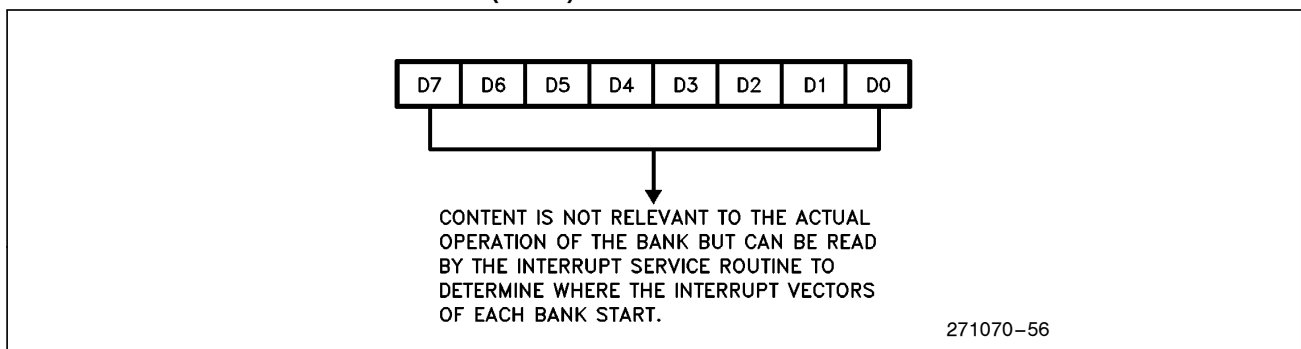 D7 D6 D5 D4 D3 D2 D1 D0
CONTENT IS NOT RELEVANT TO THE ACTUAL
OPERATION OF THE BANK BUT CAN BE READ
BY THE INTERRUPT SERVICE ROUTINE TO
DETERMINE WHERE THE INTERRUPT VECTORS
OF EACH BANK START.
271070–56